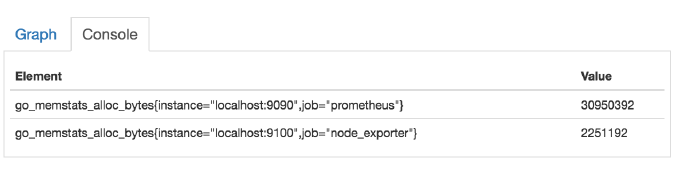 Graph Console
Element Value
go_memstats_alloc_bytes{instance="localhost:9090",job="prometheus"} 30950392
go_memstats_alloc_bytes{instance="localhost:9100",job="node_exporter"} 2251192